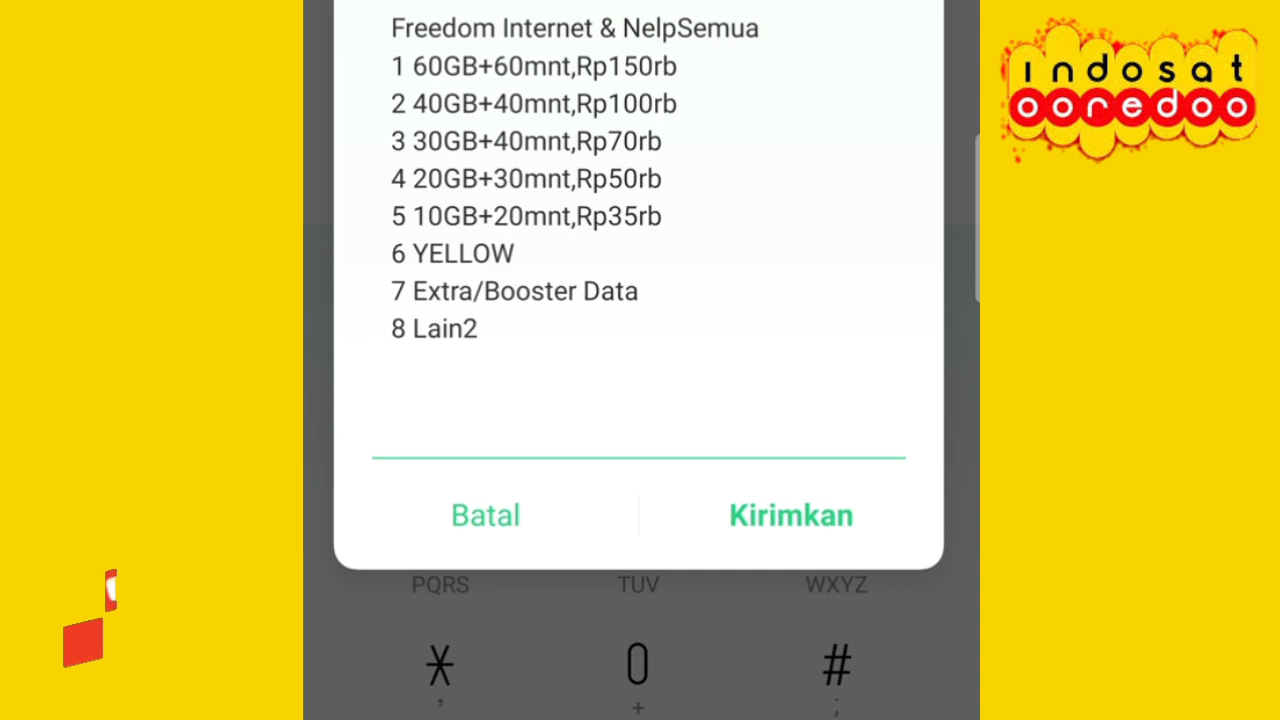 Freedom Internet & NelpSemua
1 60GB+60mnt,Rp150rb
2 40GB+40mnt,Rp100rb
3 30GB+40mnt,Rp70rb
4 20GB+30mnt,Rp50rb
5 10GB+20mnt,Rp35rb
6 YELLOW
7 Extra/Booster Data
8 Lain2
Batal
Kirimkan
PQRS
TUV
WXYZ
* 0 #
, + ;
indosat
ooredoo